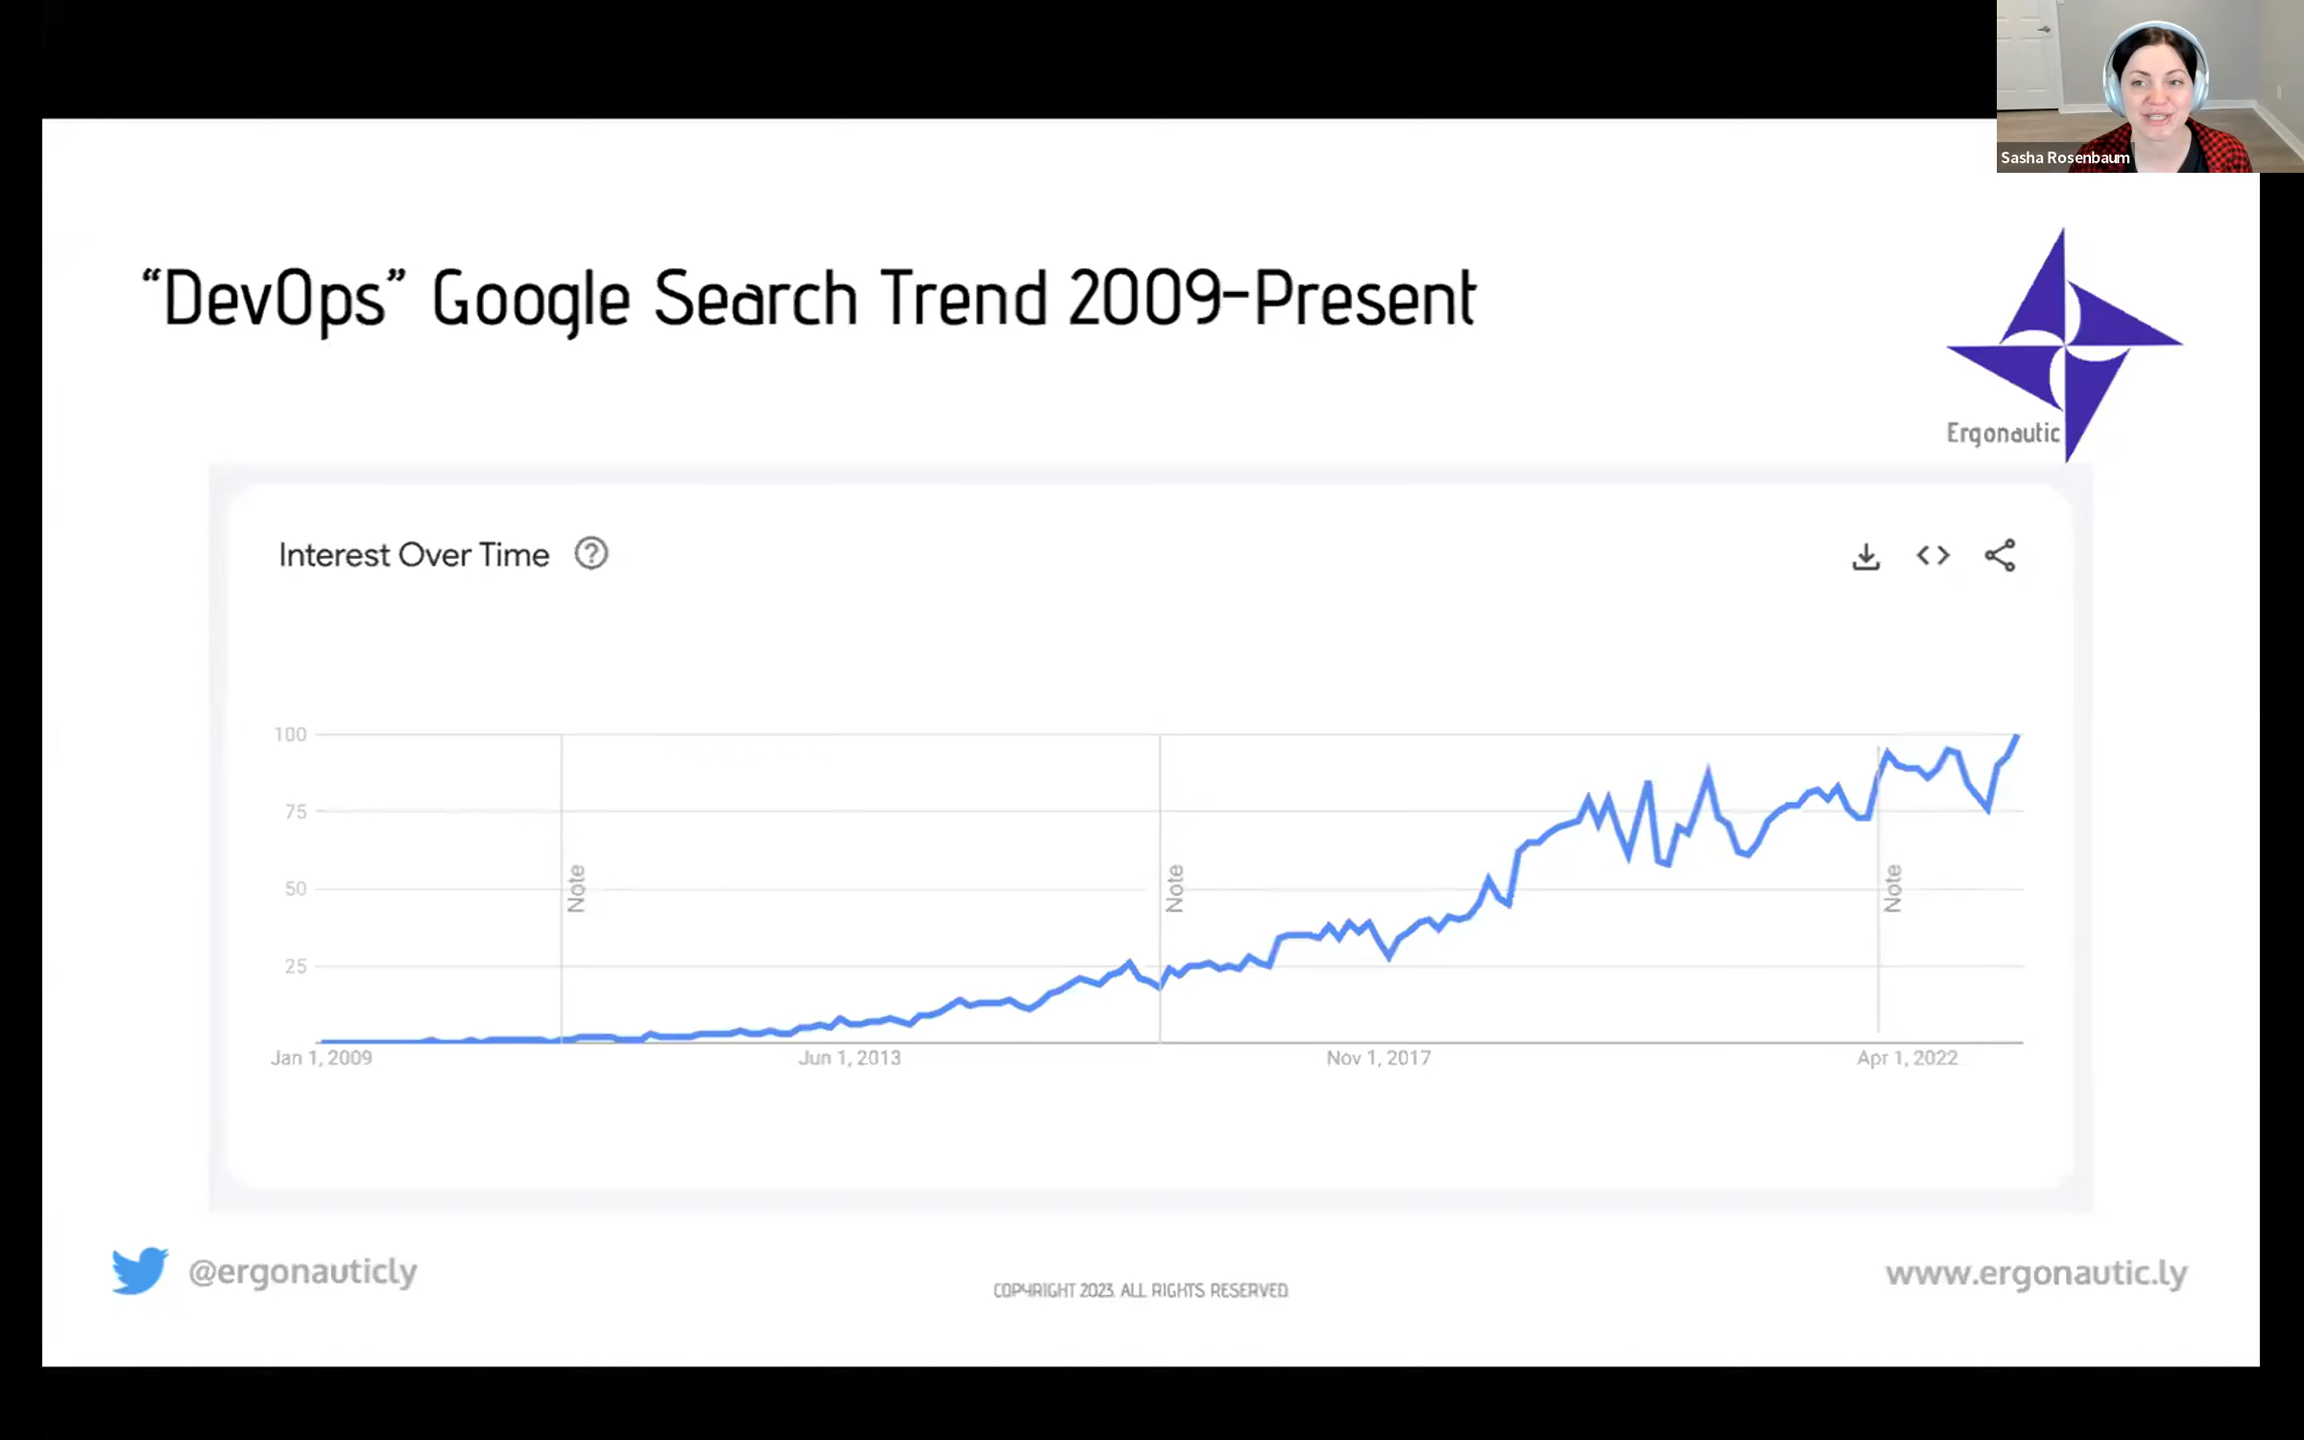 Sasha Rosenbaum
“DevOps” Google Search Trend 2009-Present
Ergonautic
Interest Over Time
100
75
50
25
Note
Note
Note
Jan 1, 2009
Jun 1, 2013
Nov 1, 2017
Apr 1, 2022
@ergonauticly
COPYRIGHT 2023. ALL RIGHTS RESERVED
www.ergonautic.ly